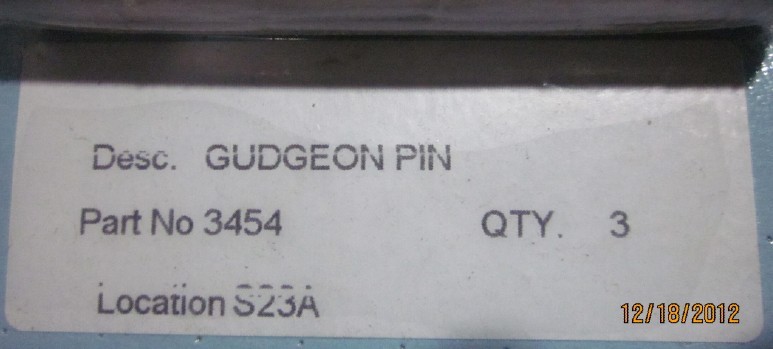 Desc. GUDGEON PIN
Part No 3454 QTY. 3
Location S23A
12/18/2012